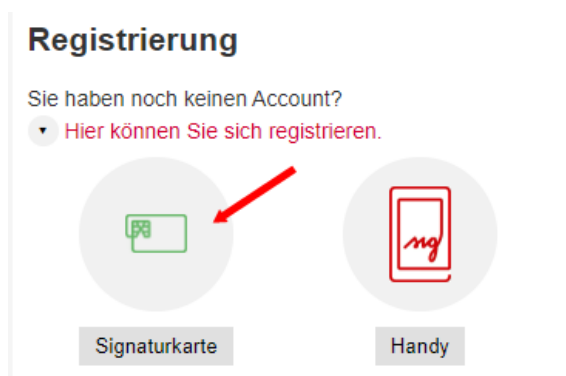 Registrierung
Sie haben noch keinen Account?
Hier können Sie sich registrieren.
Signaturkarte
Handy